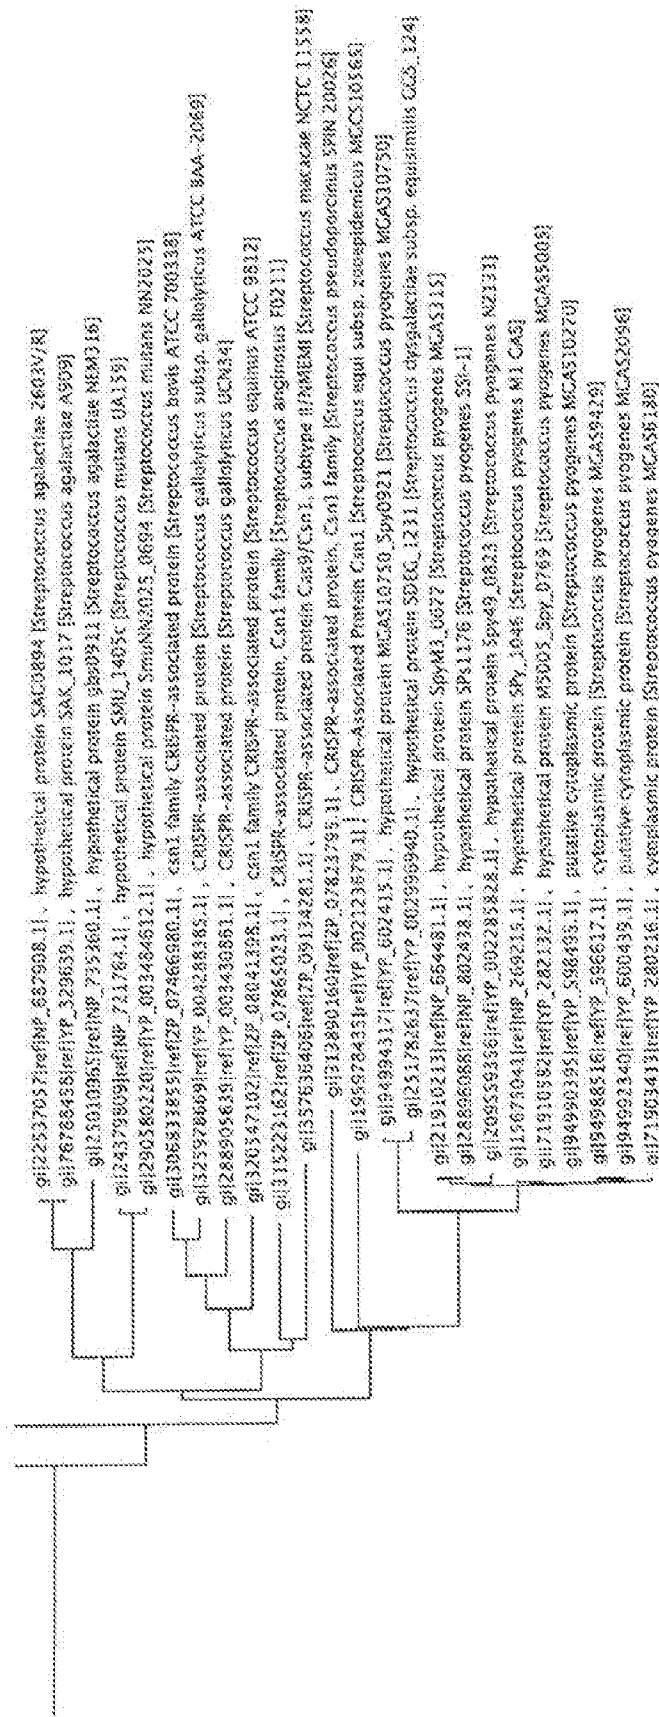 gi|22537057|ref|NP_687908.1|, hypothetical protein SAG0894 [Streptococcus agalactiae 2603V/R]
gi|76788458|ref|YP_329639.1|, hypothetical protein SAK_1017 [Streptococcus agalactiae A909]
gi|25010965|ref|NP_735360.1|, hypothetical protein gbs0911 [Streptococcus agalactiae NEM316]
gi|24379809|ref|NP_721764.1|, hypothetical protein SMU_1405c [Streptococcus mutans UA159]
gi|290580220|ref|YP_003484612.1|, hypothetical protein SmuNN2025_0694 [Streptococcus mutans NN2025]
gi|306831855|ref|ZP_07466980.1|, csn1 family CRISPR-associated protein [Streptococcus bovis ATCC 700338]
gi|325978669|ref|YP_004288385.1|, CRISPR-associated protein [Streptococcus gallolyticus subsp. gallolyticus ATCC BAA-2069]
gi|288905639|ref|YP_003430861.1|, CRISPR-associated protein [Streptococcus gallolyticus UCN34]
gi|320547102|ref|ZP_08041398.1|, csn1 family CRISPR-associated protein [Streptococcus equinus ATCC 9812]
gi|315223162|ref|ZP_07865023.1|, CRISPR-associated protein, Csn1 family [Streptococcus anginosus F0211]
gi|357636406|ref|ZP_09134281.1|, CRISPR-associated protein Cas9/Csn1, subtype II/NMEMI [Streptococcus macacae NCTC 11558]
gi|313890160|ref|ZP_07823795.1|, CRISPR-associated protein, Csn1 family [Streptococcus pseudoporcinus SPIN 20026]
gi|195978435|ref|YP_002123679.1|, CRISPR-Associated Protein Csn1 [Streptococcus equi subsp. zooepidemicus MGCS10565]
gi|94994317|ref|YP_602415.1|, hypothetical protein MGAS10750_Spy0921 [Streptococcus pyogenes MGAS10750]
gi|251782637|ref|YP_002996940.1|, hypothetical protein SDEG_1231 [Streptococcus dysgalactiae subsp. equisimilis GGS_124]
gi|21910213|ref|NP_664481.1|, hypothetical protein SpyM3_0677 [Streptococcus pyogenes MGAS315]
gi|28896088|ref|NP_802438.1|, hypothetical protein SPs1176 [Streptococcus pyogenes SSI-1]
gi|209559356|ref|YP_002285828.1|, hypothetical protein Spy49_0823 [Streptococcus pyogenes NZ131]
gi|15675041|ref|NP_269215.1|, hypothetical protein SPy_1046 [Streptococcus pyogenes M1 GAS]
gi|71910582|ref|YP_282132.1|, hypothetical protein M5005_Spy_0769 [Streptococcus pyogenes MGAS5005]
gi|94990395|ref|YP_598495.1|, putative cytoplasmic protein [Streptococcus pyogenes MGAS10270]
gi|94988516|ref|YP_596617.1|, cytoplasmic protein [Streptococcus pyogenes MGAS9429]
gi|94992340|ref|YP_600439.1|, putative cytoplasmic protein [Streptococcus pyogenes MGAS2096]
gi|71903413|ref|YP_280216.1|, cytoplasmic protein [Streptococcus pyogenes MGAS6180]